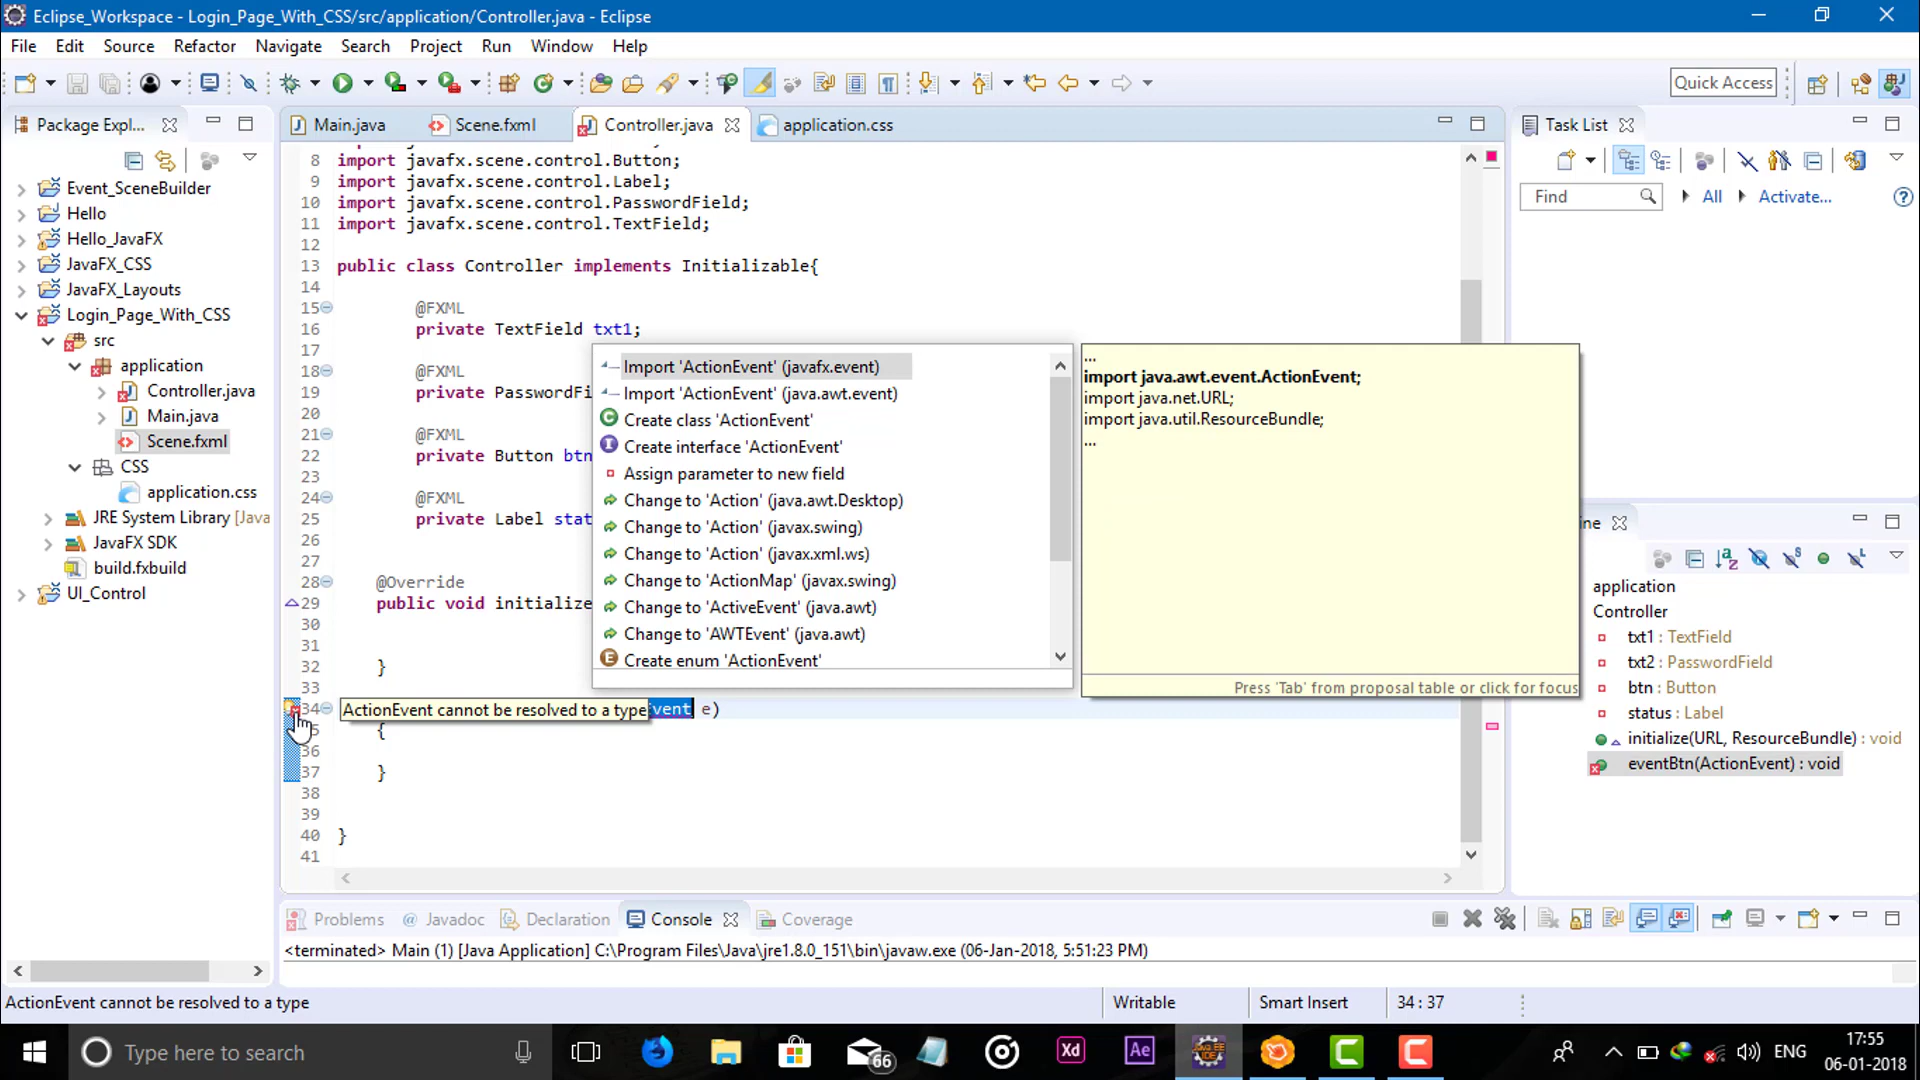 Eclipse_Workspace - Login_Page_With_CSS/src/application/Controller.java - Eclipse
File Edit Source Refactor Navigate Search Project Run Window Help
Quick Access
Package Expl...
Main.java
Scene.fxml
Controller.java
application.css
Task List
Find
All
Activate...
Event_SceneBuilder
Hello
Hello_JavaFX
JavaFX_CSS
JavaFX_Layouts
Login_Page_With_CSS
src
application
Controller.java
Main.java
Scene.fxml
CSS
application.css
JRE System Library [Java
JavaFX SDK
build.fxbuild
UI_Control
8 import javafx.scene.control.Button;
9 import javafx.scene.control.Label;
10 import javafx.scene.control.PasswordField;
11 import javafx.scene.control.TextField;
12
13 public class Controller implements Initializable{
14
15 @FXML
16 private TextField txt1;
17
18 @FXML
19 private PasswordFi
20
21 @FXML
22 private Button btn
23
24 @FXML
25 private Label stat
26
27
28 @Override
29 public void initialize
30
31
32 }
33
34 ActionEvent cannot be resolved to a type Event e)
5 {
36
37 }
38
39
40 }
41
Import 'ActionEvent' (javafx.event)
Import 'ActionEvent' (java.awt.event)
Create class 'ActionEvent'
Create interface 'ActionEvent'
Assign parameter to new field
Change to 'Action' (java.awt.Desktop)
Change to 'Action' (javax.swing)
Change to 'Action' (javax.xml.ws)
Change to 'ActionMap' (javax.swing)
Change to 'ActiveEvent' (java.awt)
Change to 'AWTEvent' (java.awt)
Create enum 'ActionEvent'
...
import java.awt.event.ActionEvent;
import java.net.URL;
import java.util.ResourceBundle;
...
Press 'Tab' from proposal table or click for focus
ine
application
Controller
txt1 : TextField
txt2 : PasswordField
btn : Button
status : Label
initialize(URL, ResourceBundle) : void
eventBtn(ActionEvent) : void
Problems
@ Javadoc
Declaration
Console
Coverage
<terminated> Main (1) [Java Application] C:\Program Files\Java\jre1.8.0_151\bin\javaw.exe (06-Jan-2018, 5:51:23 PM)
ActionEvent cannot be resolved to a type
Writable
Smart Insert
34 : 37
Type here to search
66
Xd
Ae
Java EE
IDE
ENG
17:55
06-01-2018